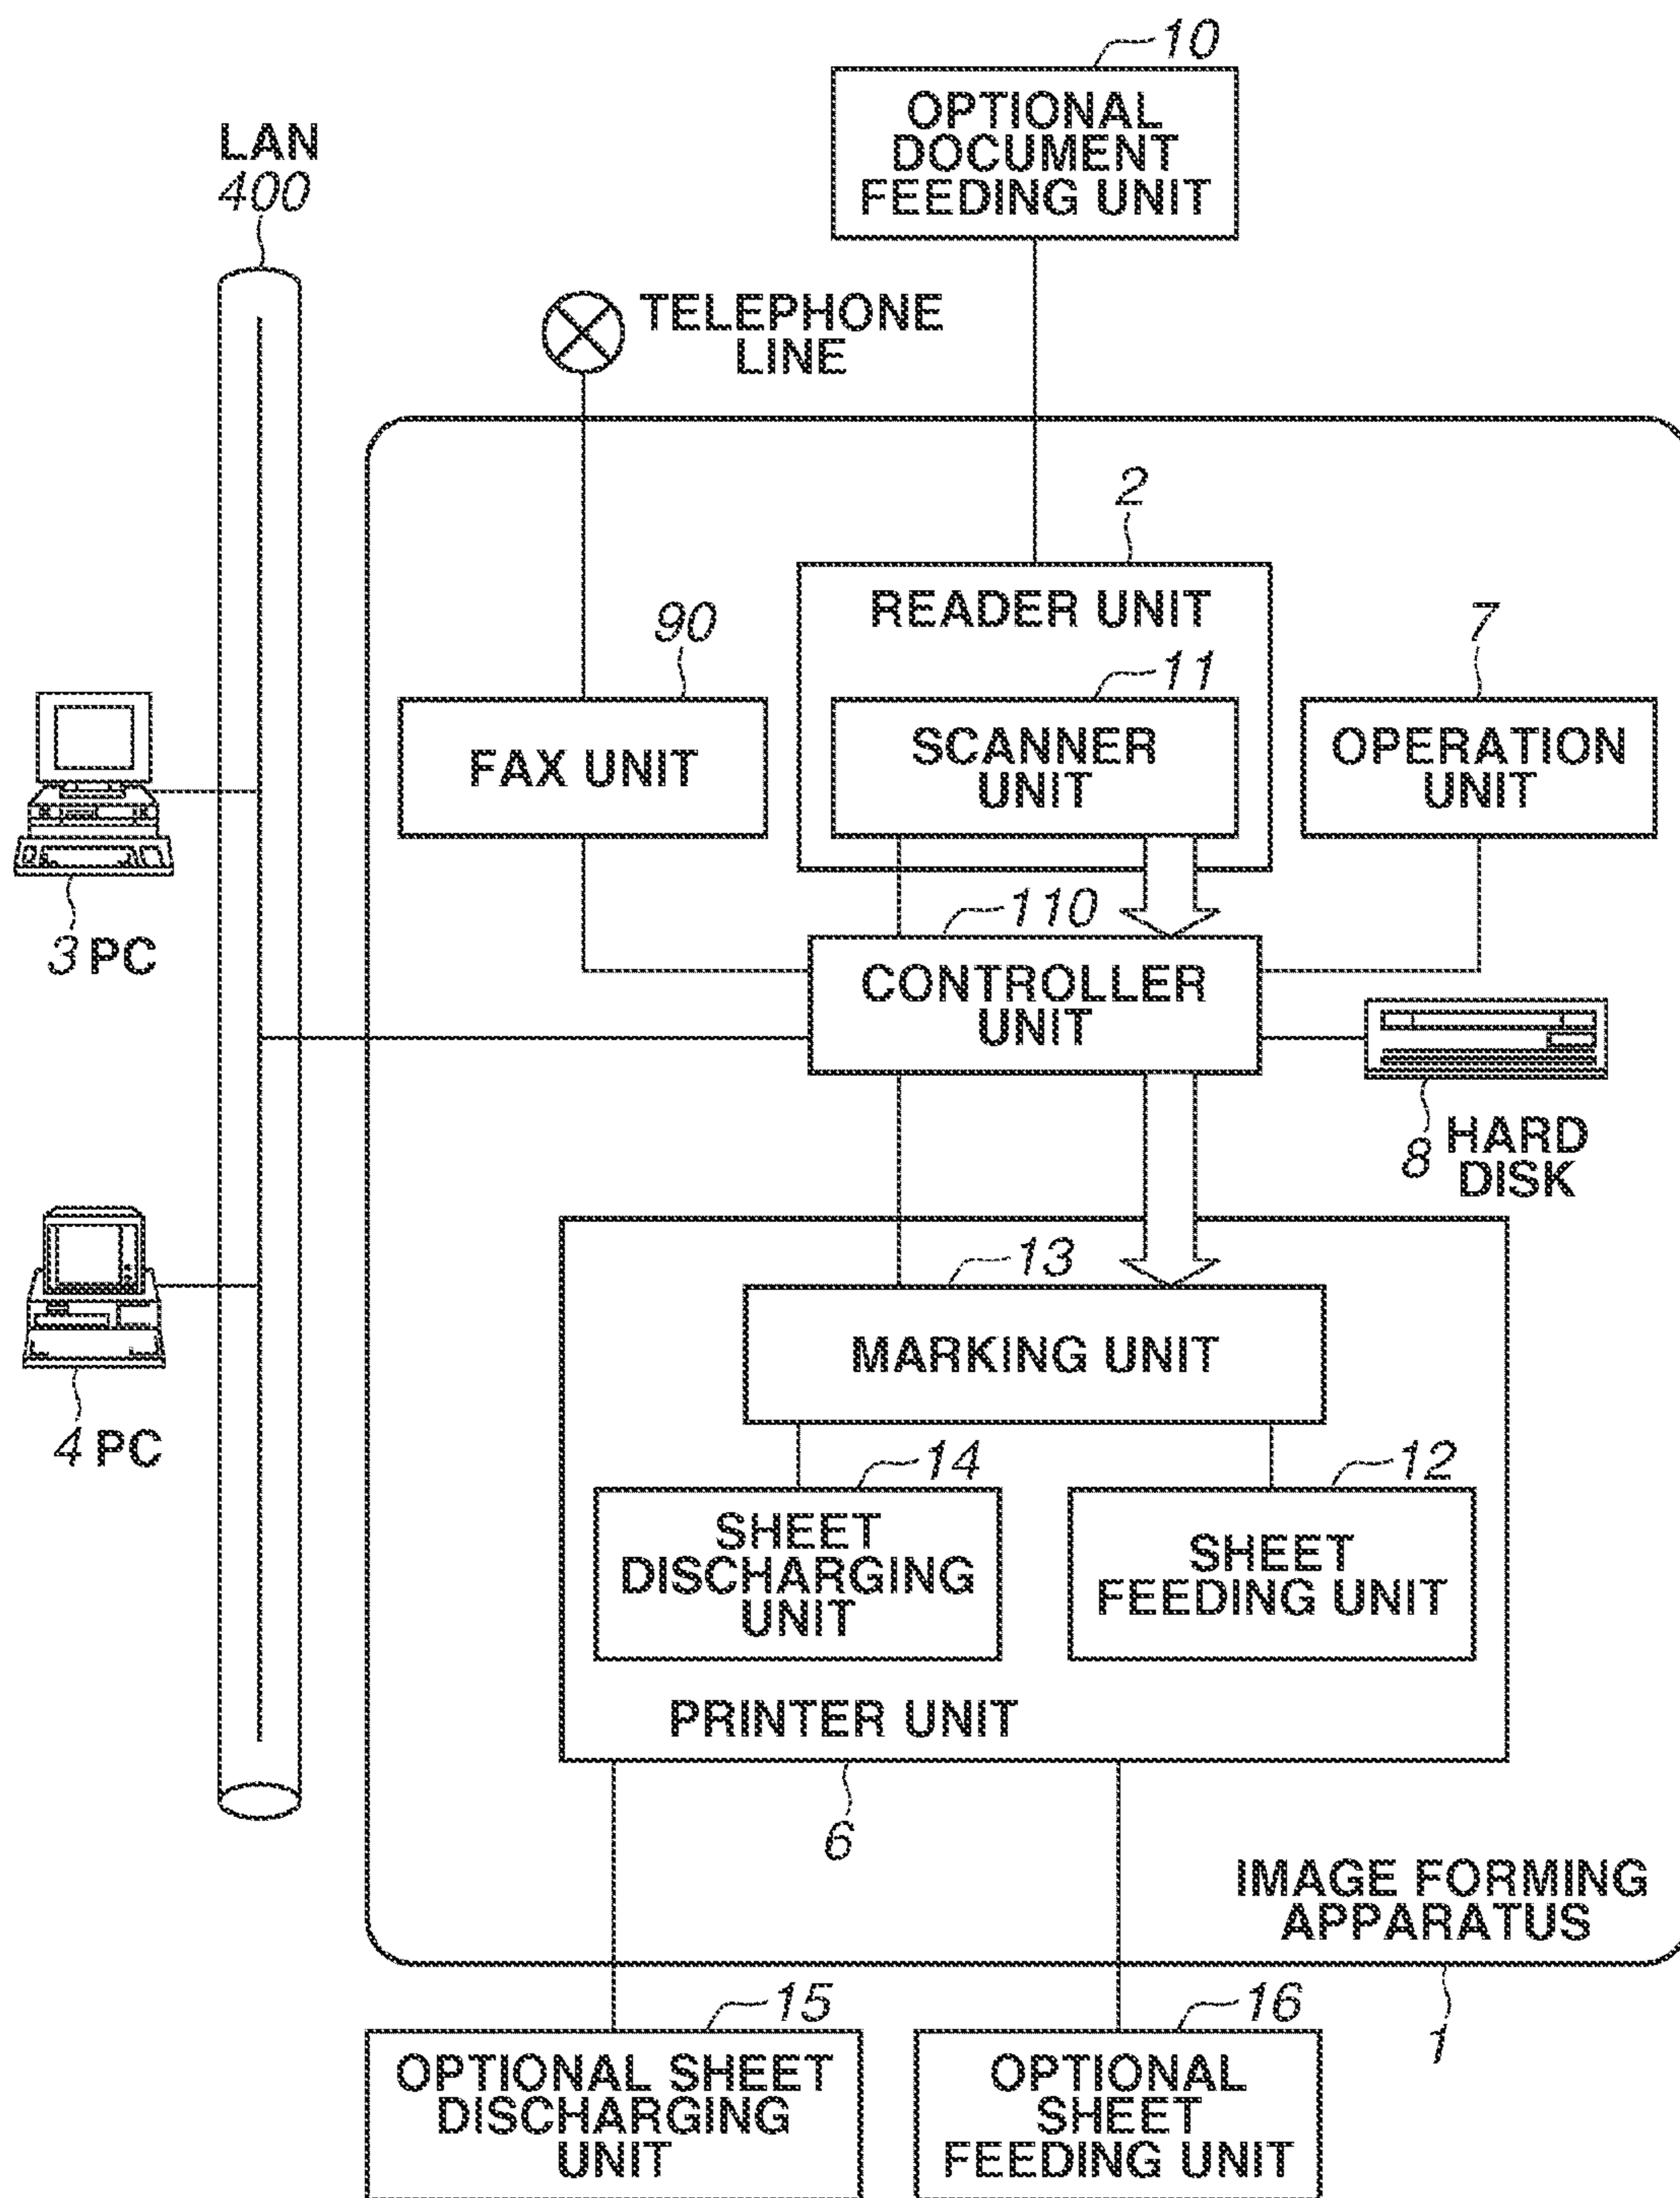 10
OPTIONAL
DOCUMENT
FEEDING UNIT
LAN
400
TELEPHONE
LINE
2
READER UNIT
90
FAX UNIT
11
SCANNER
UNIT
7
OPERATION
UNIT
3 PC
110
CONTROLLER
UNIT
8 HARD
DISK
4 PC
13
MARKING UNIT
14
SHEET
DISCHARGING
UNIT
12
SHEET
FEEDING UNIT
PRINTER UNIT
6
IMAGE FORMING
APPARATUS
1
15
OPTIONAL SHEET
DISCHARGING
UNIT
16
OPTIONAL
SHEET
FEEDING UNIT